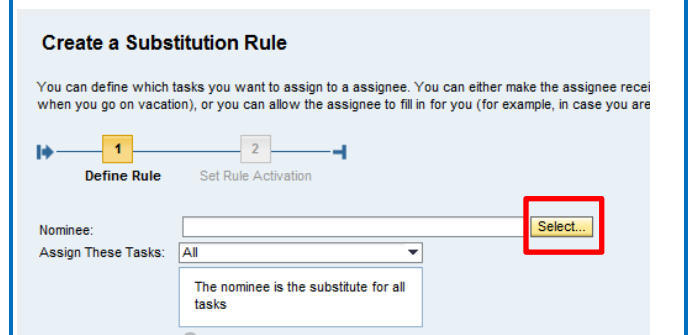 Create a Substitution Rule
You can define which tasks you want to assign to a assignee. You can either make the assignee recei
when you go on vacation), or you can allow the assignee to fill in for you (for example, in case you are
1
2
Define Rule
Set Rule Activation
Nominee:
Select...
Assign These Tasks:
All
The nominee is the substitute for all
tasks